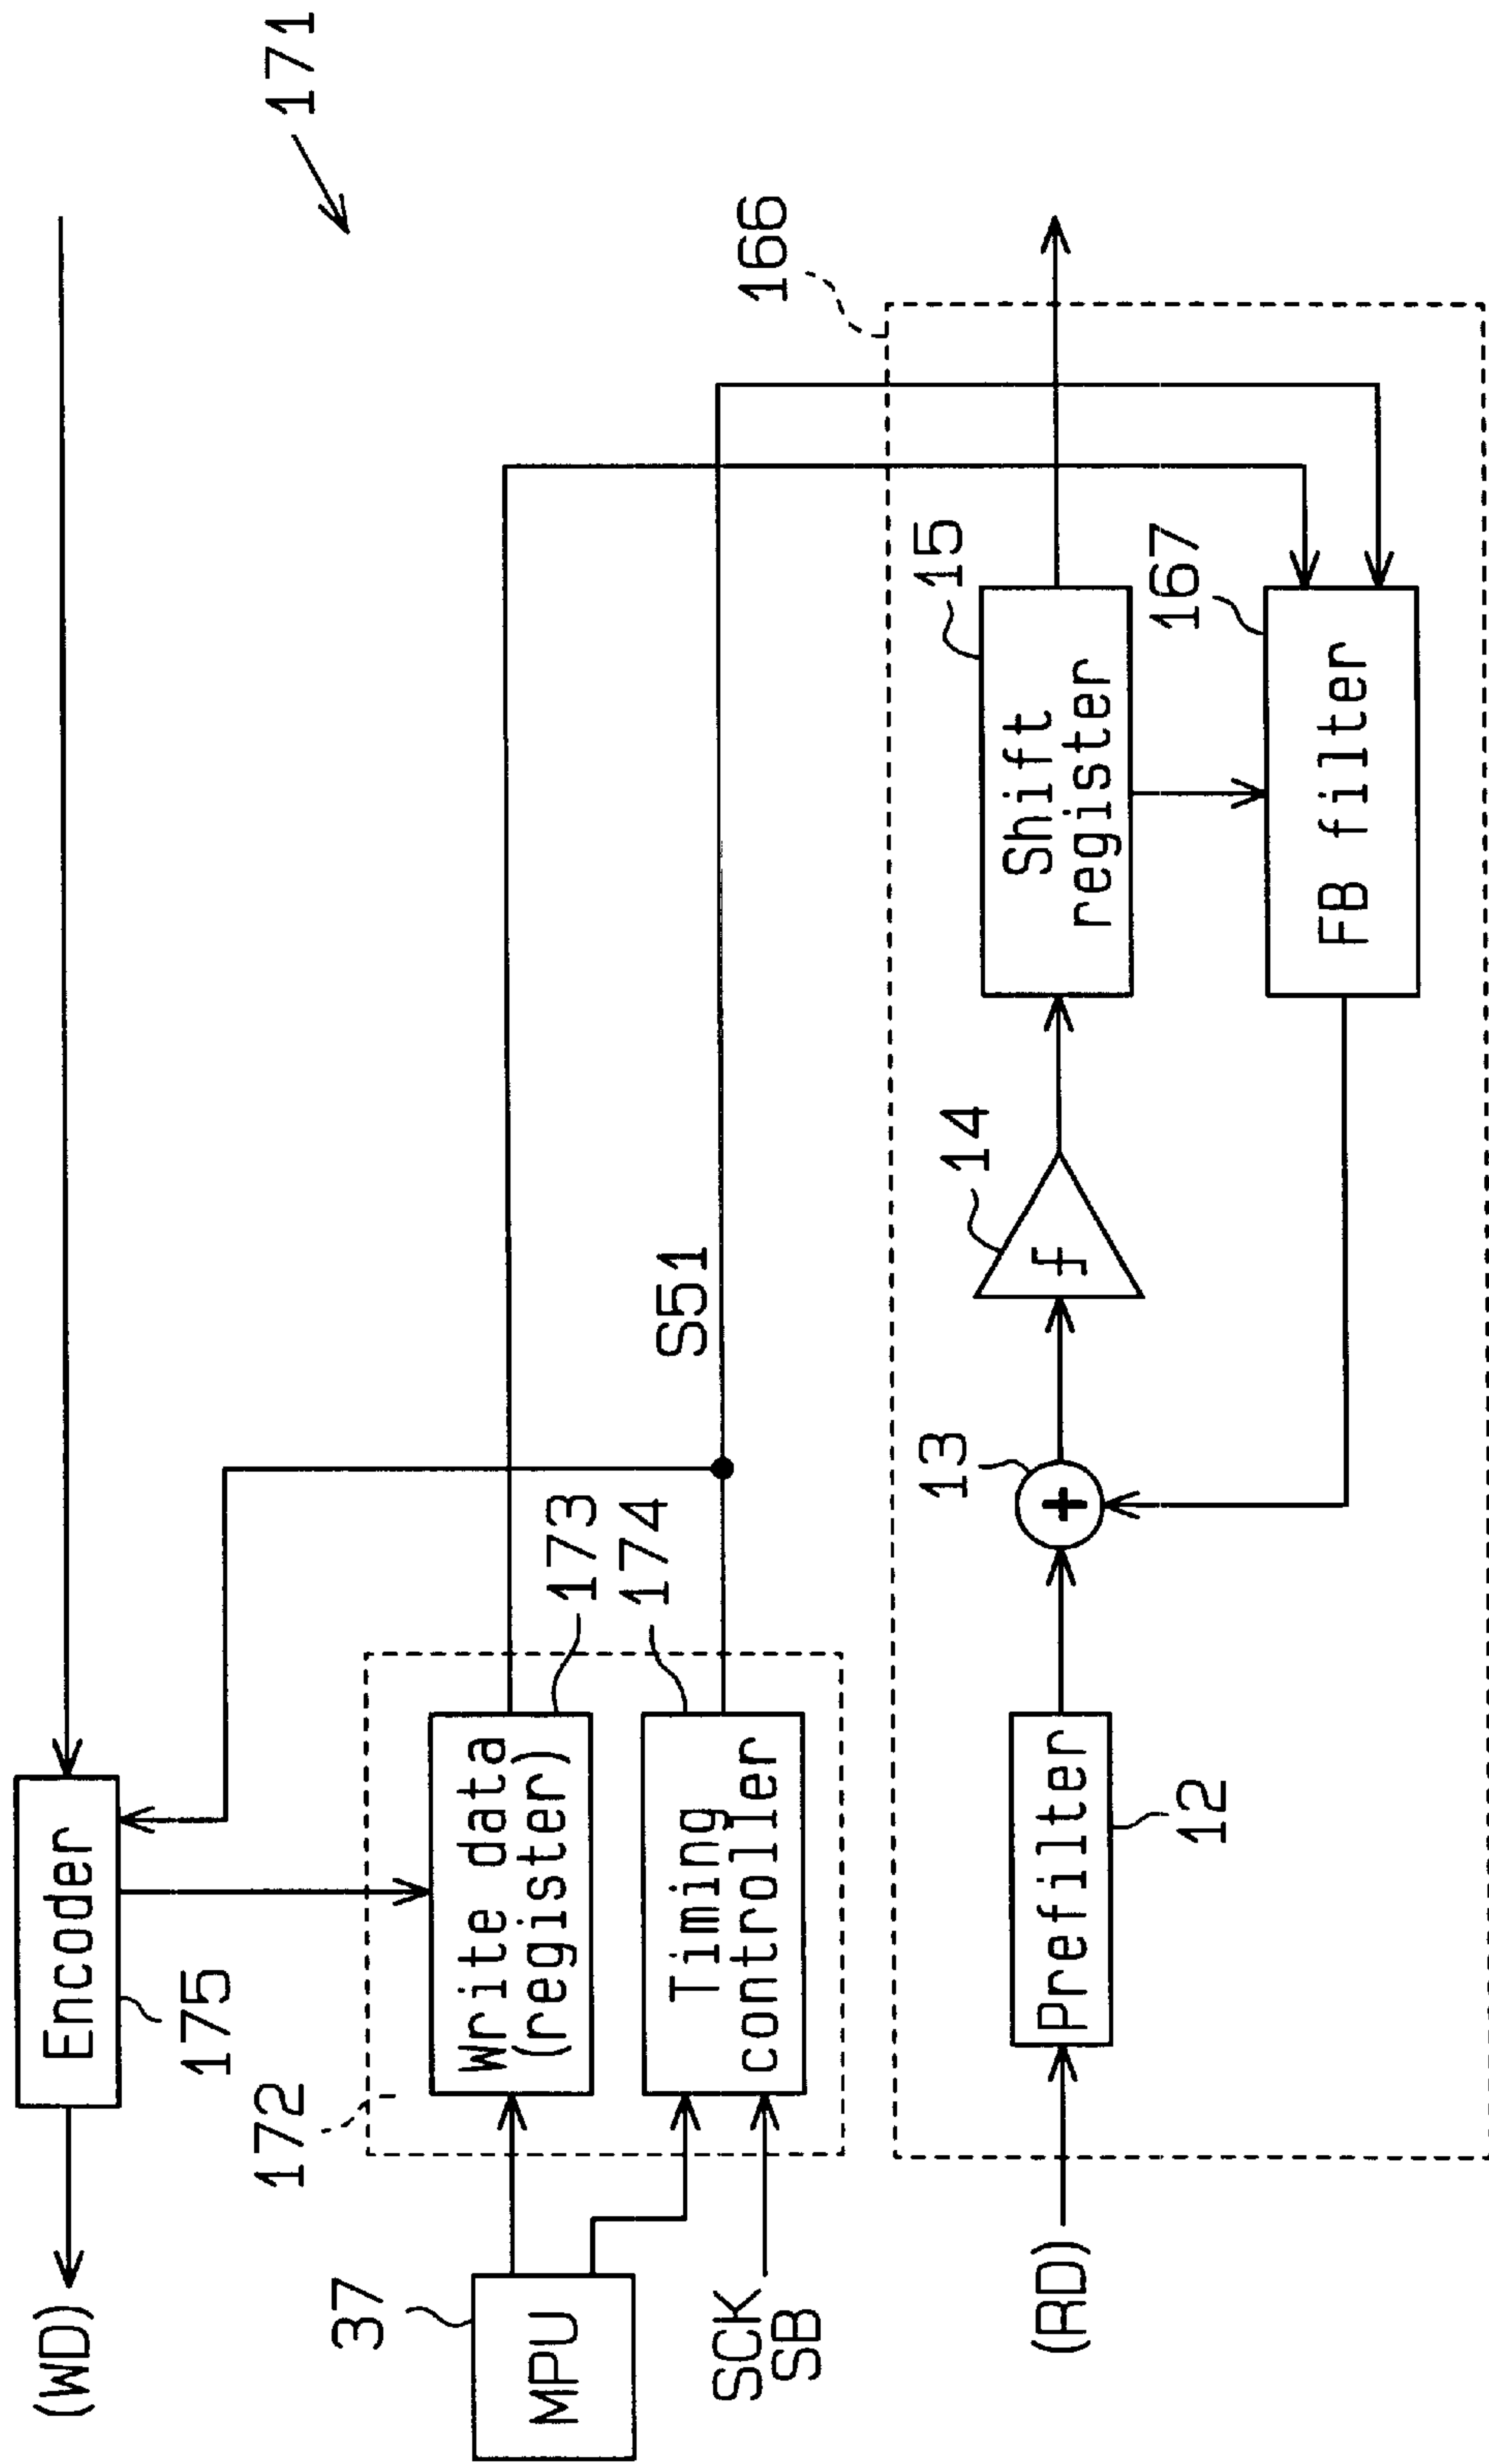 171
(WD)
Encoder
175
172
Write data
(register)
173
Timing
controller
174
37
MPU
SCK
SB
S51
166
(RD)
Prefilter
12
13
+
14
f
15
Shift
register
167
FB filter